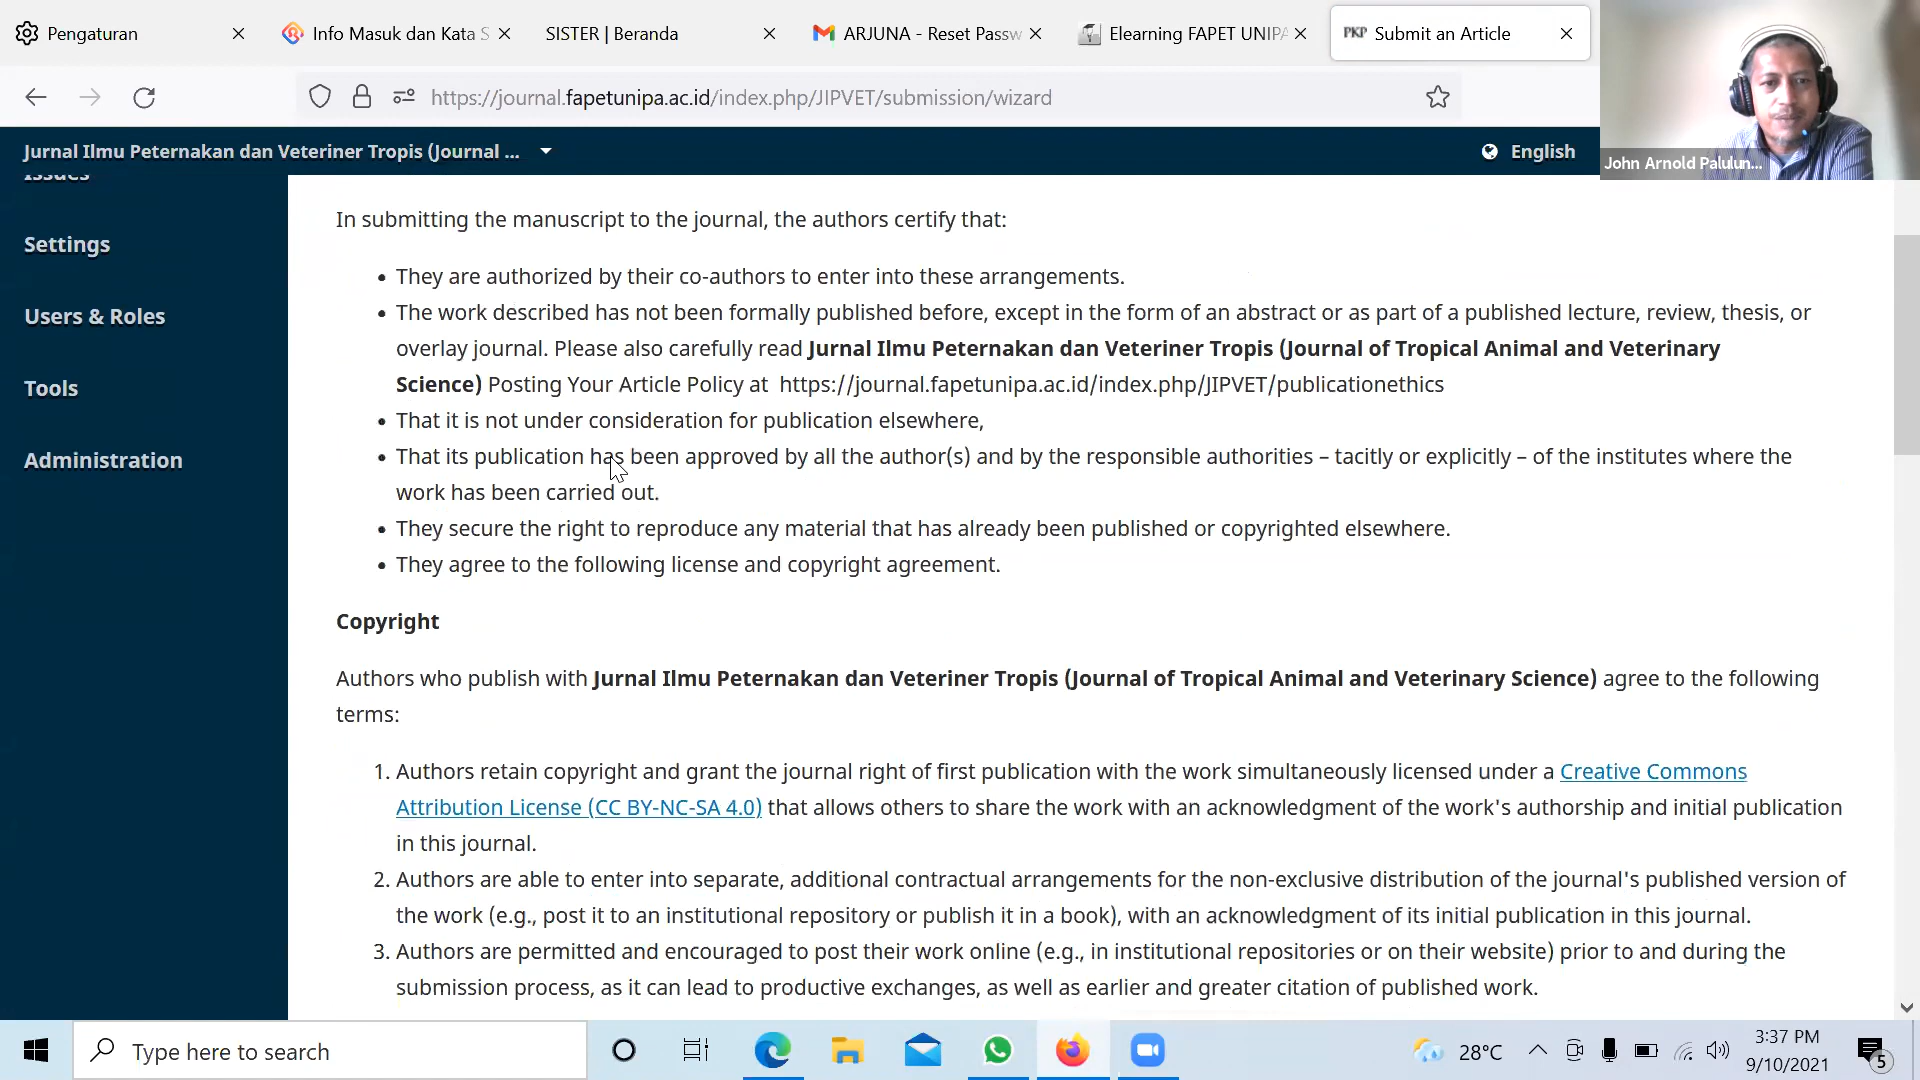 Pengaturan
Info Masuk dan Kata S
SISTER | Beranda
ARJUNA - Reset Passw
Elearning FAPET UNIPA
PKP Submit an Article
https://journal.fapetunipa.ac.id/index.php/JIPVET/submission/wizard
John Arnold Palulun...
Jurnal Ilmu Peternakan dan Veteriner Tropis (Journal ...
English
Issues
Settings
Users & Roles
Tools
Administration
In submitting the manuscript to the journal, the authors certify that:
• They are authorized by their co-authors to enter into these arrangements.
• The work described has not been formally published before, except in the form of an abstract or as part of a published lecture, review, thesis, or
overlay journal. Please also carefully read Jurnal Ilmu Peternakan dan Veteriner Tropis (Journal of Tropical Animal and Veterinary
Science) Posting Your Article Policy at https://journal.fapetunipa.ac.id/index.php/JIPVET/publicationethics
• That it is not under consideration for publication elsewhere,
• That its publication has been approved by all the author(s) and by the responsible authorities – tacitly or explicitly – of the institutes where the
work has been carried out.
• They secure the right to reproduce any material that has already been published or copyrighted elsewhere.
• They agree to the following license and copyright agreement.
Copyright
Authors who publish with Jurnal Ilmu Peternakan dan Veteriner Tropis (Journal of Tropical Animal and Veterinary Science) agree to the following
terms:
1. Authors retain copyright and grant the journal right of first publication with the work simultaneously licensed under a Creative Commons
Attribution License (CC BY-NC-SA 4.0) that allows others to share the work with an acknowledgment of the work's authorship and initial publication
in this journal.
2. Authors are able to enter into separate, additional contractual arrangements for the non-exclusive distribution of the journal's published version of
the work (e.g., post it to an institutional repository or publish it in a book), with an acknowledgment of its initial publication in this journal.
3. Authors are permitted and encouraged to post their work online (e.g., in institutional repositories or on their website) prior to and during the
submission process, as it can lead to productive exchanges, as well as earlier and greater citation of published work.
Type here to search
28°C
3:37 PM
9/10/2021
5